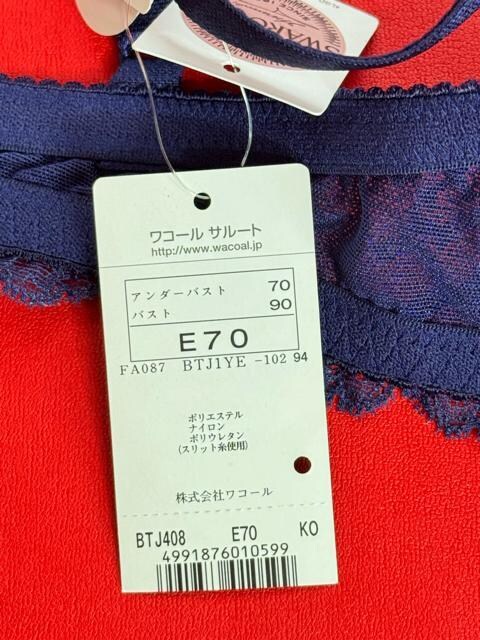 SWARO
ワコール サルート
http://www.wacoal.jp
アンダーバスト 70
バスト 90
E70
FA087 BTJ1YE -102 94
ポリエステル
ナイロン
ポリウレタン
(スリット糸使用)
株式会社ワコール
BTJ408 E70 KO
4991876010599